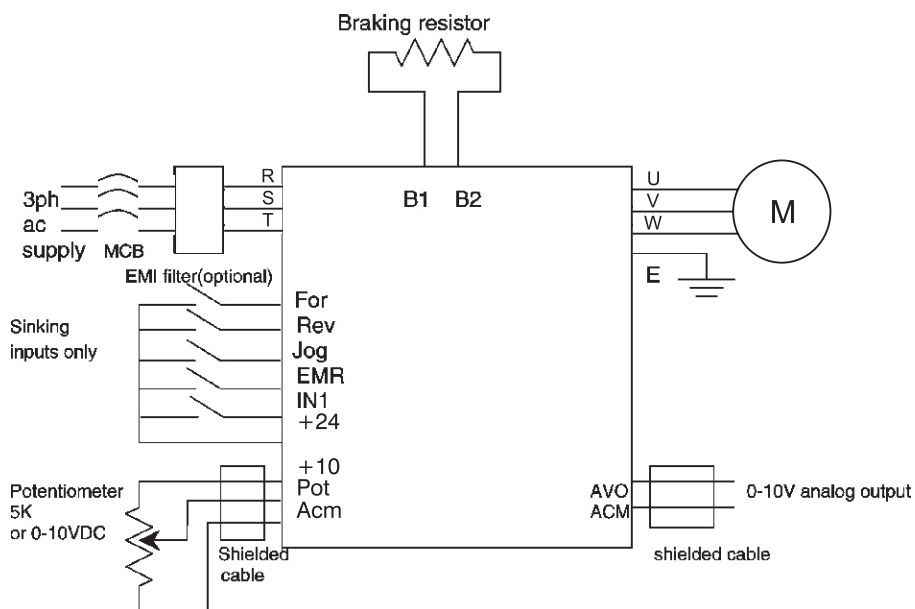 Braking resistor
R
S
T
3ph
ac
supply
MCB
B1 B2
U
V
W
E
M
EMI filter(optional)
Sinking
inputs only
For
Rev
Jog
EMR
IN1
+24
+10
Pot
Acm
Potentiometer
5K
or 0-10VDC
Shielded
cable
AVO
ACM
0-10V analog output
shielded cable